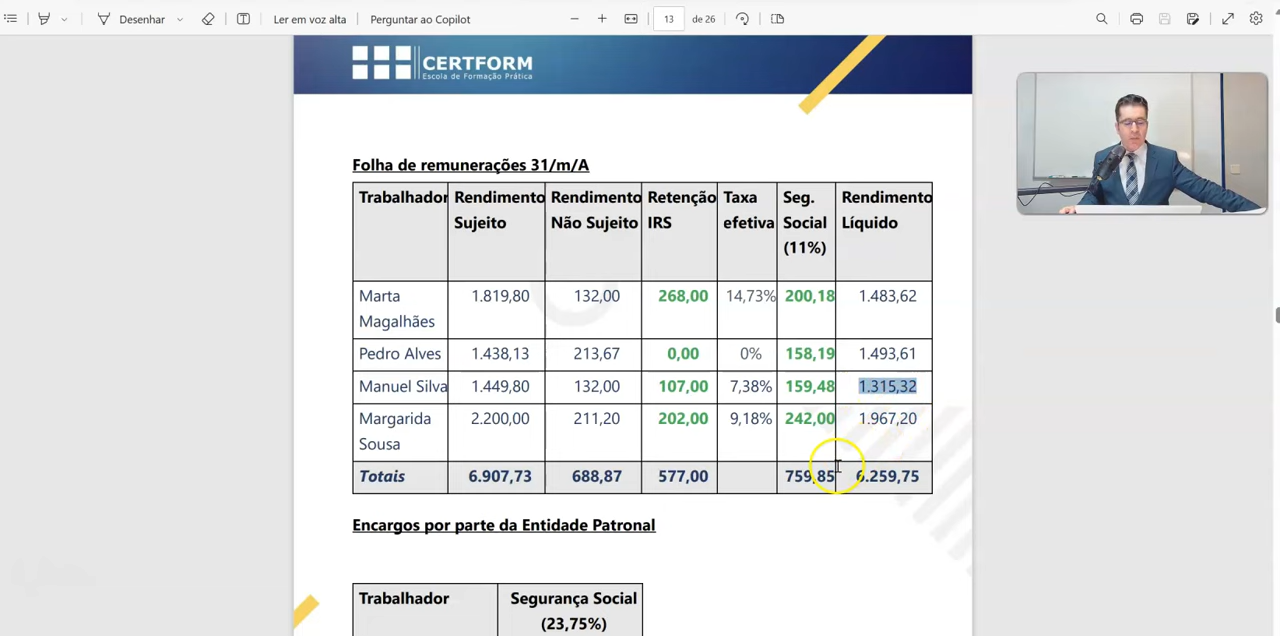 Desenhar
Ler em voz alta
Perguntar ao Copilot
13
de 26
CERTFORM
Escola de Formação Prática
Folha de remunerações 31/m/A
Trabalhador Rendimento Sujeito Rendimento Não Sujeito Retenção IRS Taxa efetiva Seg. Social (11%) Rendimento Líquido
Marta Magalhães 1.819,80 132,00 268,00 14,73% 200,18 1.483,62
Pedro Alves 1.438,13 213,67 0,00 0% 158,19 1.493,61
Manuel Silva 1.449,80 132,00 107,00 7,38% 159,48 1.315,32
Margarida Sousa 2.200,00 211,20 202,00 9,18% 242,00 1.967,20
Totais 6.907,73 688,87 577,00 759,85 6.259,75
Encargos por parte da Entidade Patronal
Trabalhador Segurança Social (23,75%)